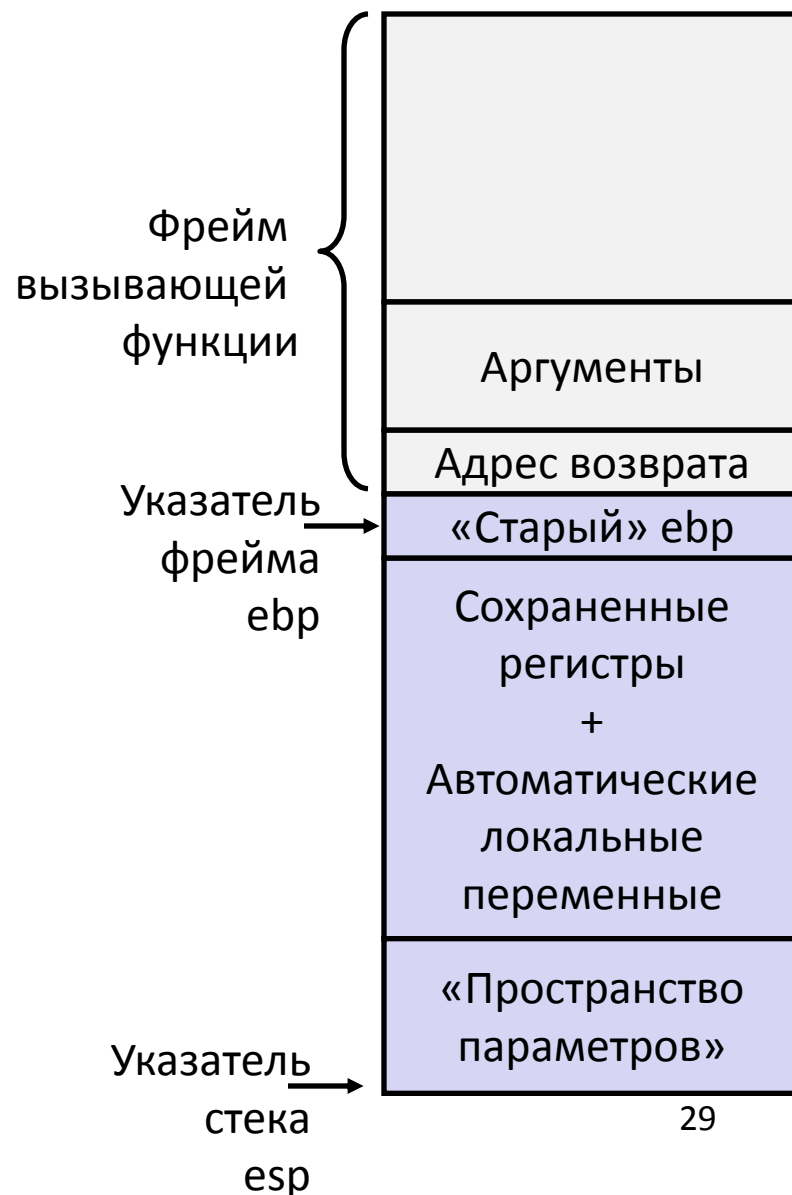 Фрейм
вызывающей
функции
Аргументы
Адрес возврата
Указатель
фрейма
ebp
«Старый» ebp
Сохраненные
регистры
+
Автоматические
локальные
переменные
«Пространство
параметров»
Указатель
стека
esp
29